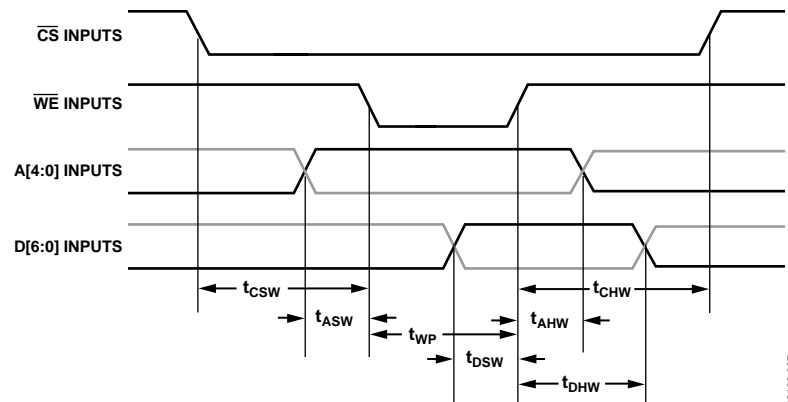 CS INPUTS
WE INPUTS
A[4:0] INPUTS
D[6:0] INPUTS
tCSW
tCHW
tASW
tAHW
tWP
tDSW
tDHW